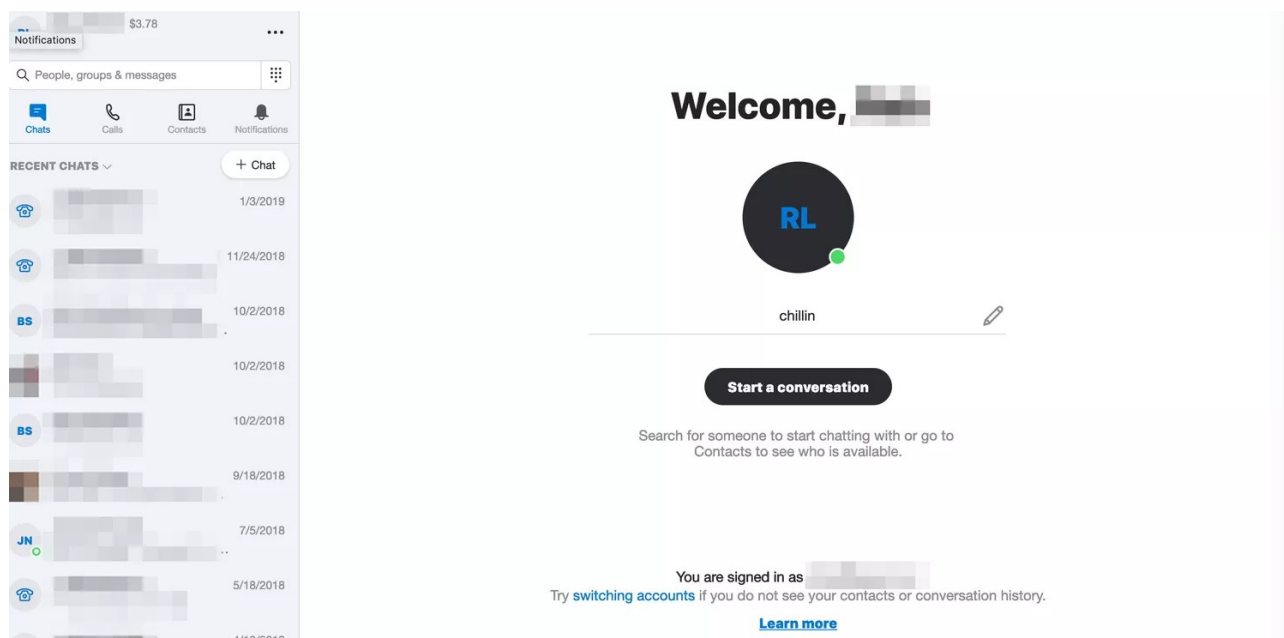 $3.78
Notifications
People, groups & messages
Chats Calls Contacts Notifications
RECENT CHATS
+ Chat
1/3/2019
11/24/2018
BS 10/2/2018
10/2/2018
BS 10/2/2018
9/18/2018
JN 7/5/2018
5/18/2018
Welcome,
RL
chillin
Start a conversation
Search for someone to start chatting with or go to
Contacts to see who is available.
You are signed in as
Try switching accounts if you do not see your contacts or conversation history.
Learn more